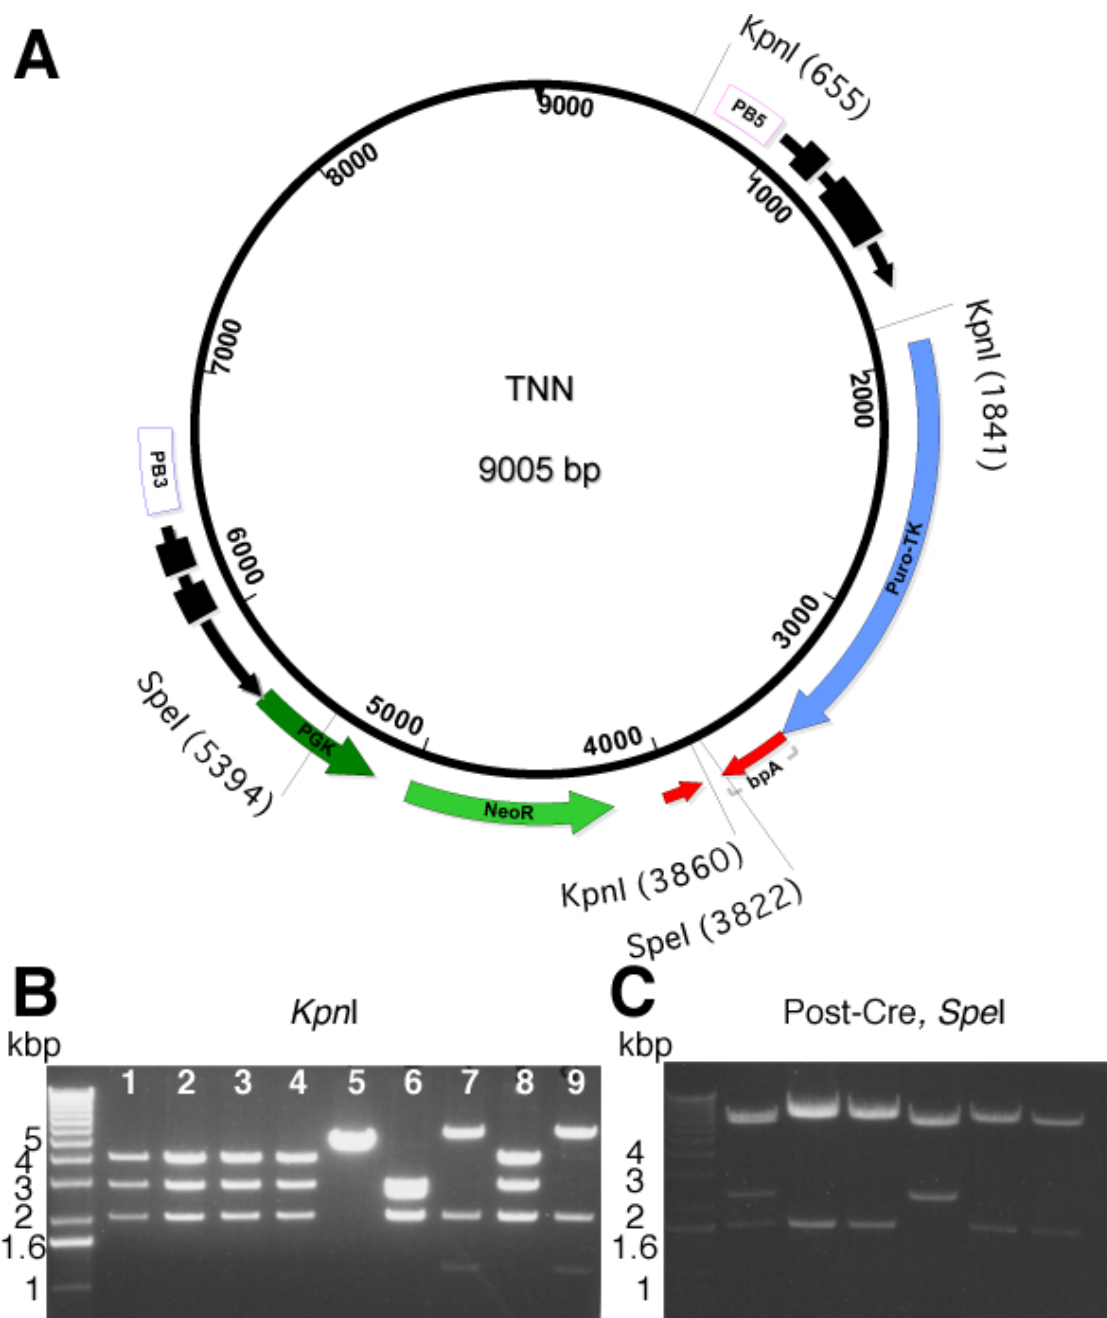 A
KpnI (655)
9000
PB5
8000
1000
KpnI (1841)
7000
TNN
2000
9005 bp
PB3
Puro-TK
6000
3000
SpeI (5394)
5000
4000
PGK
bpA
NeoR
KpnI (3860)
SpeI (3822)
B
KpnI
C
Post-Cre, SpeI
kbp
kbp
1 2 3 4 5 6 7 8 9
5
4
3
2
1.6
1
4
3
2
1.6
1